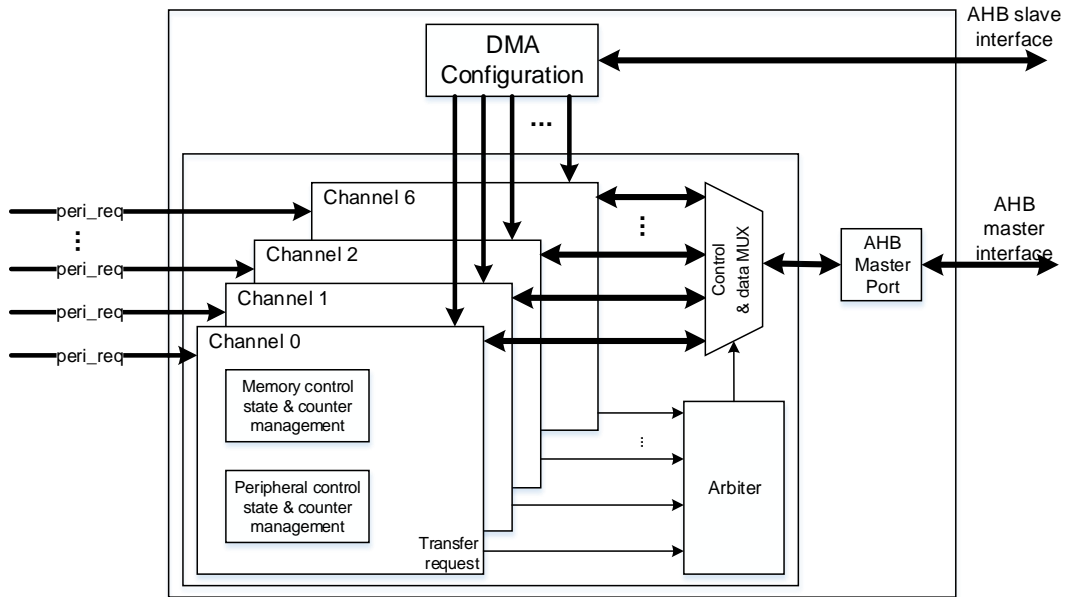 AHB slave
interface
DMA
Configuration
...
Channel 6
peri_req
...
...
AHB
master
interface
Channel 2
peri_req
Control
& data MUX
AHB
Master
Port
Channel 1
peri_req
Channel 0
peri_req
Memory control
state & counter
management
...
Arbiter
Peripheral control
state & counter
management
Transfer
request